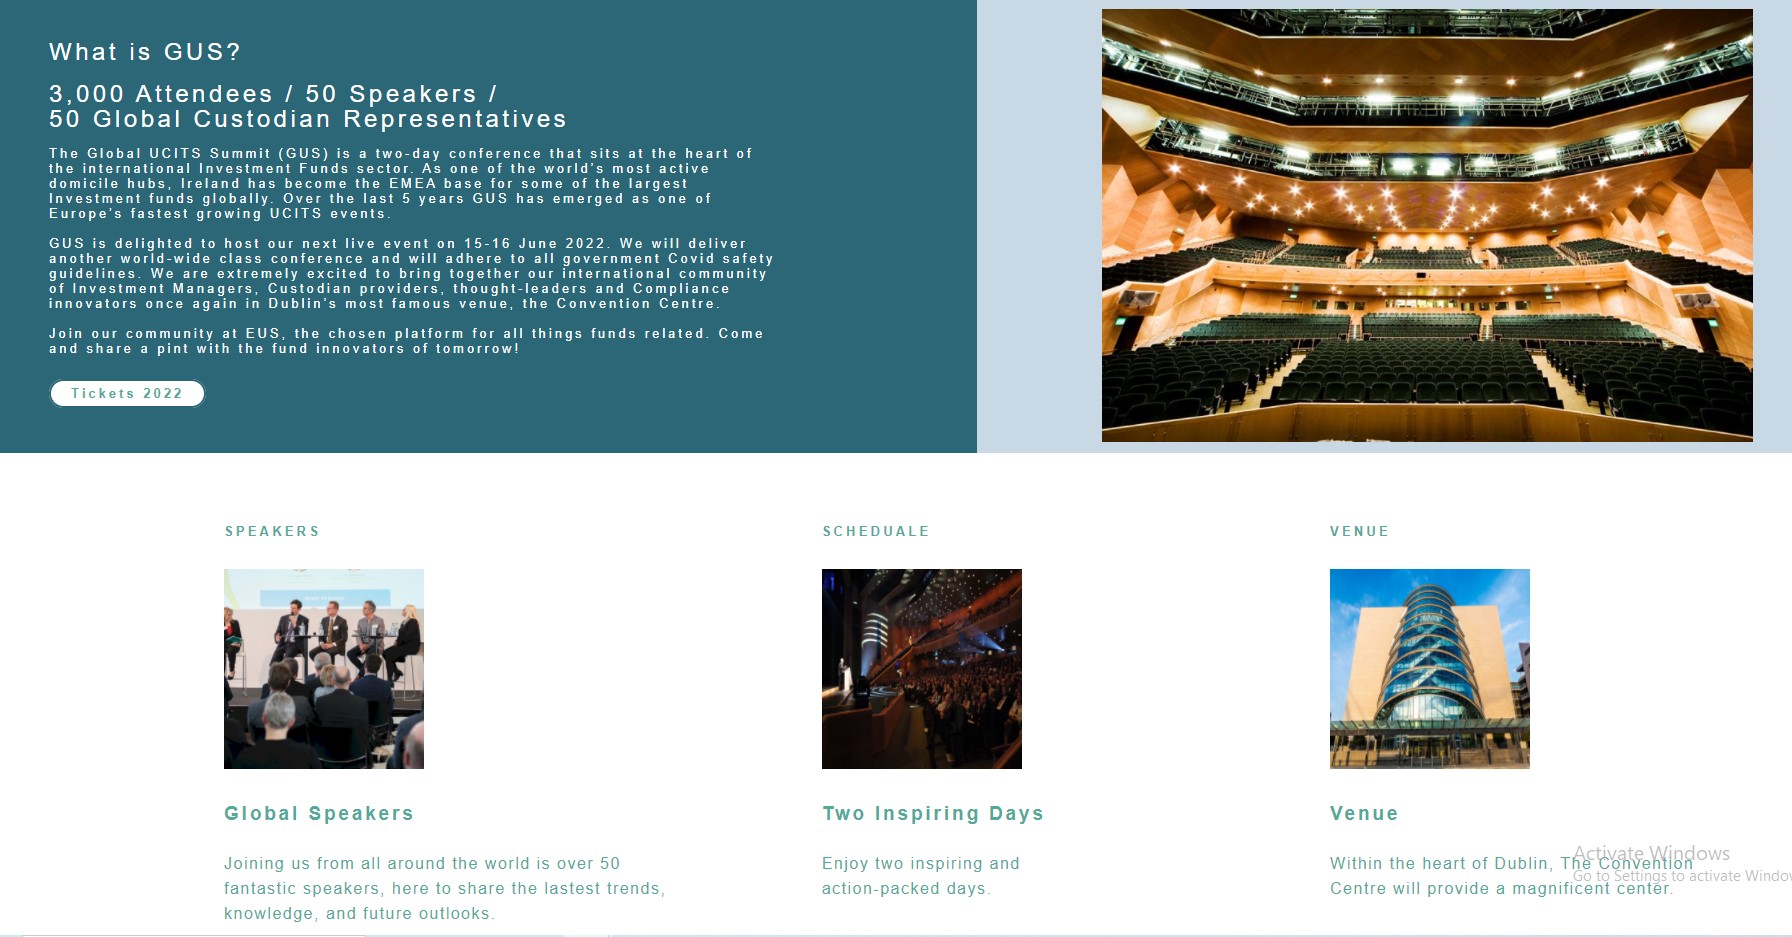 What is GUS?
3,000 Attendees / 50 Speakers /
50 Global Custodian Representatives
The Global UCITS Summit (GUS) is a two-day conference that sits at the heart of
the international Investment Funds sector. As one of the world's most active
domicile hubs, Ireland has become the EMEA base for some of the largest
Investment funds globally. Over the last 5 years GUS has emerged as one of
Europe's fastest growing UCITS events.
GUS is delighted to host our next live event on 15-16 June 2022. We will deliver
another world-wide class conference and will adhere to all government Covid safety
guidelines. We are extremely excited to bring together our international community
of Investment Managers, Custodian providers, thought-leaders and Compliance
innovators once again in Dublin's most famous venue, the Convention Centre.
Join our community at EUS, the chosen platform for all things funds related. Come
and share a pint with the fund innovators of tomorrow!
Tickets 2022
SPEAKERS
Global Speakers
Joining us from all around the world is over 50
fantastic speakers, here to share the lastest trends,
knowledge, and future outlooks.
SCHEDUALE
Two Inspiring Days
Enjoy two inspiring and
action-packed days.
VENUE
Venue
Within the heart of Dublin, The Convention
Centre will provide a magnificent center.
Activate Windows
Go to Settings to activate Window